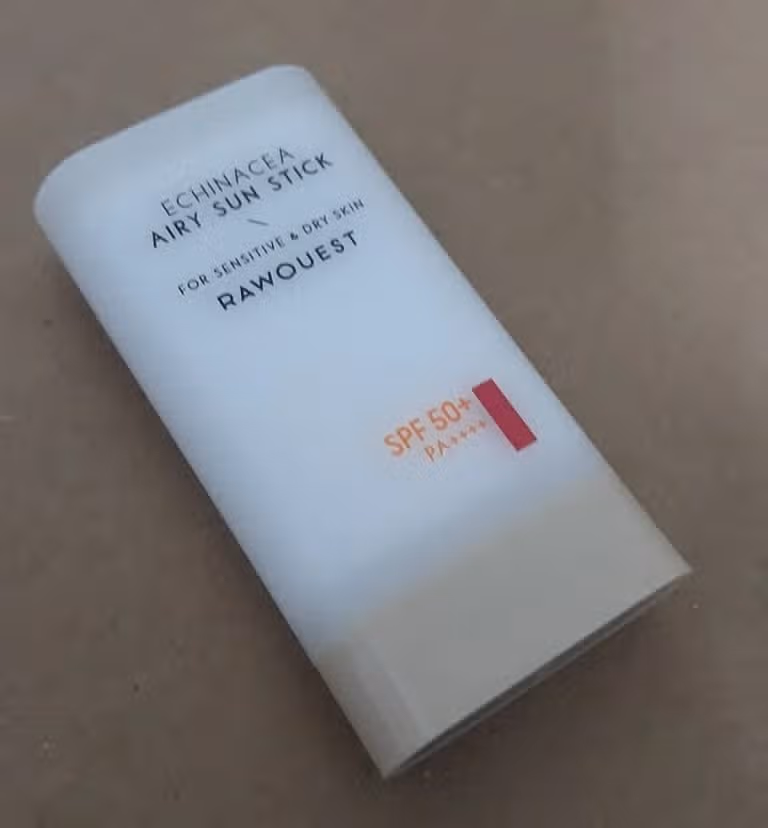 ECHINACEA
AIRY SUN STICK
FOR SENSITIVE & DRY SKIN
RAWQUEST
SPF 50+
PA++++